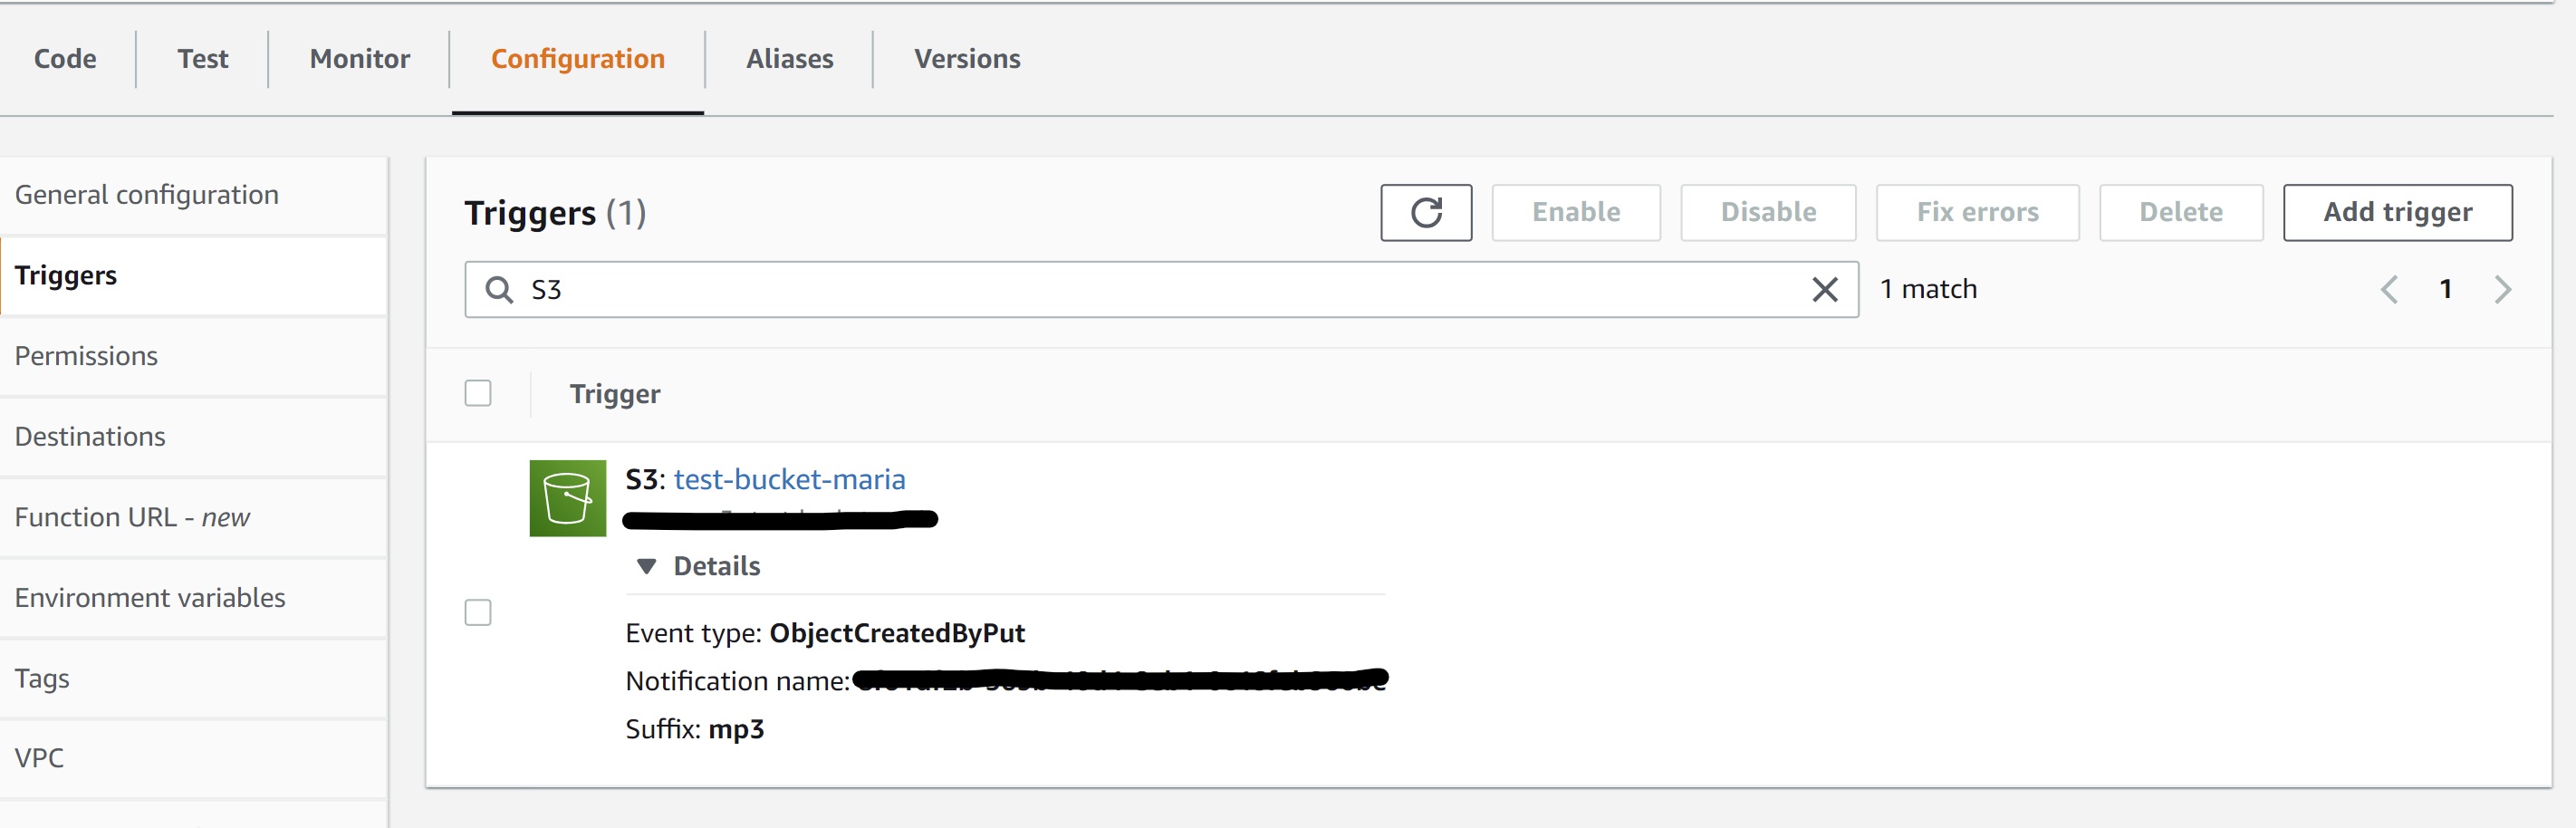 Code Test Monitor Configuration Aliases Versions
General configuration
Triggers
Permissions
Destinations
Function URL - new
Environment variables
Tags
VPC
Triggers (1) Enable Disable Fix errors Delete Add trigger
S3 1 match 1
Trigger
S3: test-bucket-maria
Details
Event type: ObjectCreatedByPut
Notification name:
Suffix: mp3